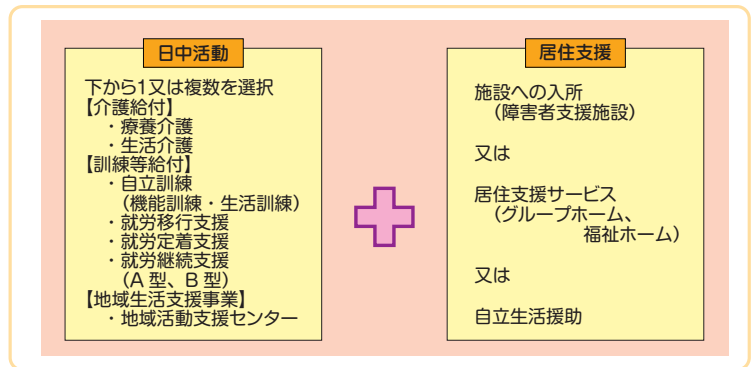 日中活動
下から1又は複数を選択
【介護給付】
・療養介護
・生活介護
【訓練等給付】
・自立訓練
(機能訓練・生活訓練)
・就労移行支援
・就労定着支援
・就労継続支援
(A 型、B 型)
【地域生活支援事業】
・地域活動支援センター
居住支援
施設への入所
(障害者支援施設)
又は
居住支援サービス
(グループホーム、
福祉ホーム)
又は
自立生活援助